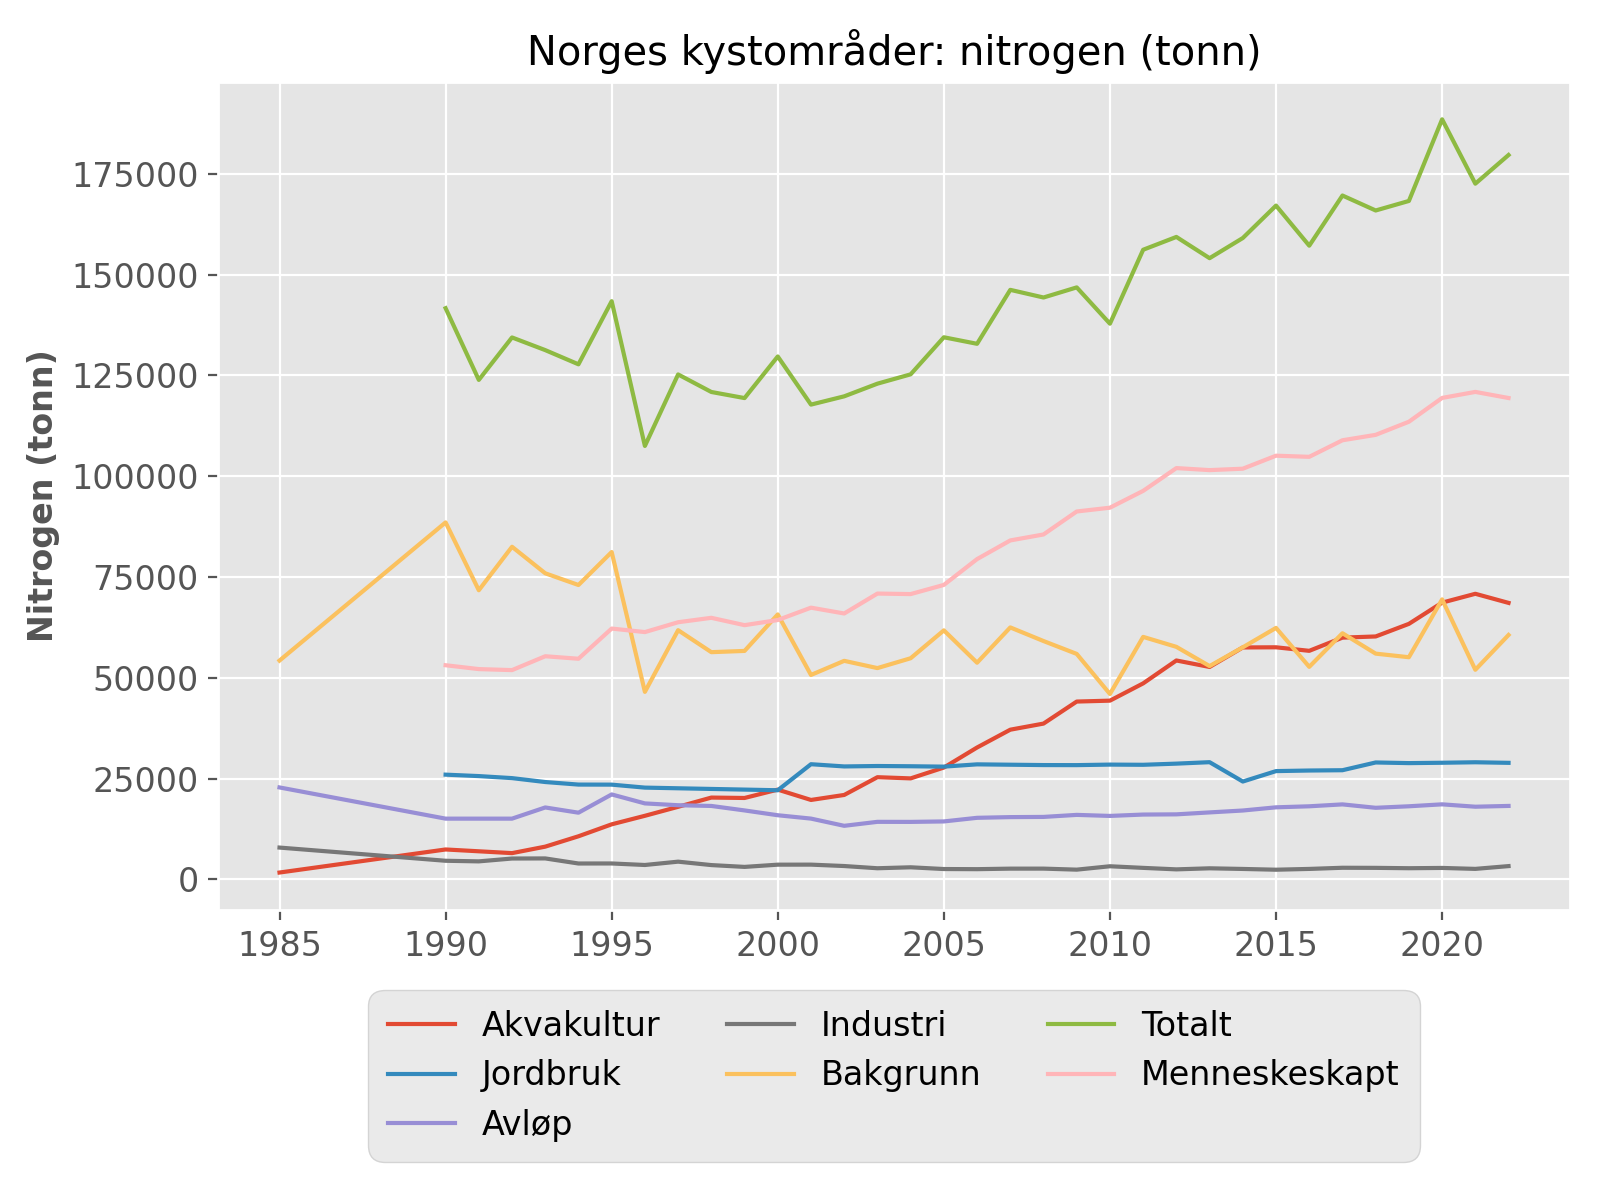 Norges kystområder: nitrogen (tonn)
Nitrogen (tonn)
175000
150000
125000
100000
75000
50000
25000
0
1985 1990 1995 2000 2005 2010 2015 2020
Akvakultur Industri Totalt
Jordbruk Bakgrunn Menneskeskapt
Avløp